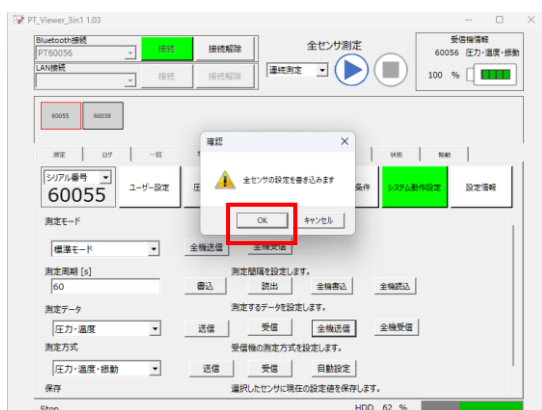 PT_Viewer_3in1 1.03
Bluetooth接続
PT60056 接続 接続解除
LAN接続
接続 接続解除
全センサ測定
連続測定
受信機情報
60056 圧力・温度・振動
100 %
60055 60038
測定 ログ 一括 状態 無線
シリアル番号
60055
ユーザー設定 圧 条件 システム動作設定 設定情報
確認
全センサの設定を書き込みます
OK キャンセル
測定モード
標準モード 全機送信 全機受信
測定周期 [s] 測定間隔を設定します。
60 書込 読出 全機書込 全機読込
測定データ 測定するデータを設定します。
圧力・温度 送信 受信 全機送信 全機受信
測定方式 受信機の測定方式を設定します。
圧力・温度・振動 送信 受信 自動設定
保存 選択したセンサに現在の設定値を保存します。
Stop HDD 62 %